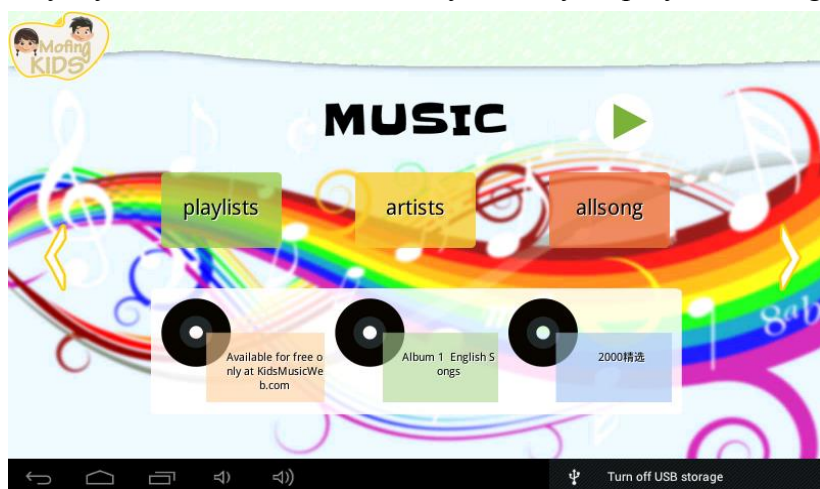 Mofing
KIDS
MUSIC
playlists
artists
allsong
Available for free o
nly at KidsMusicWe
b.com
Album 1 English S
ongs
2000精选
Turn off USB storage